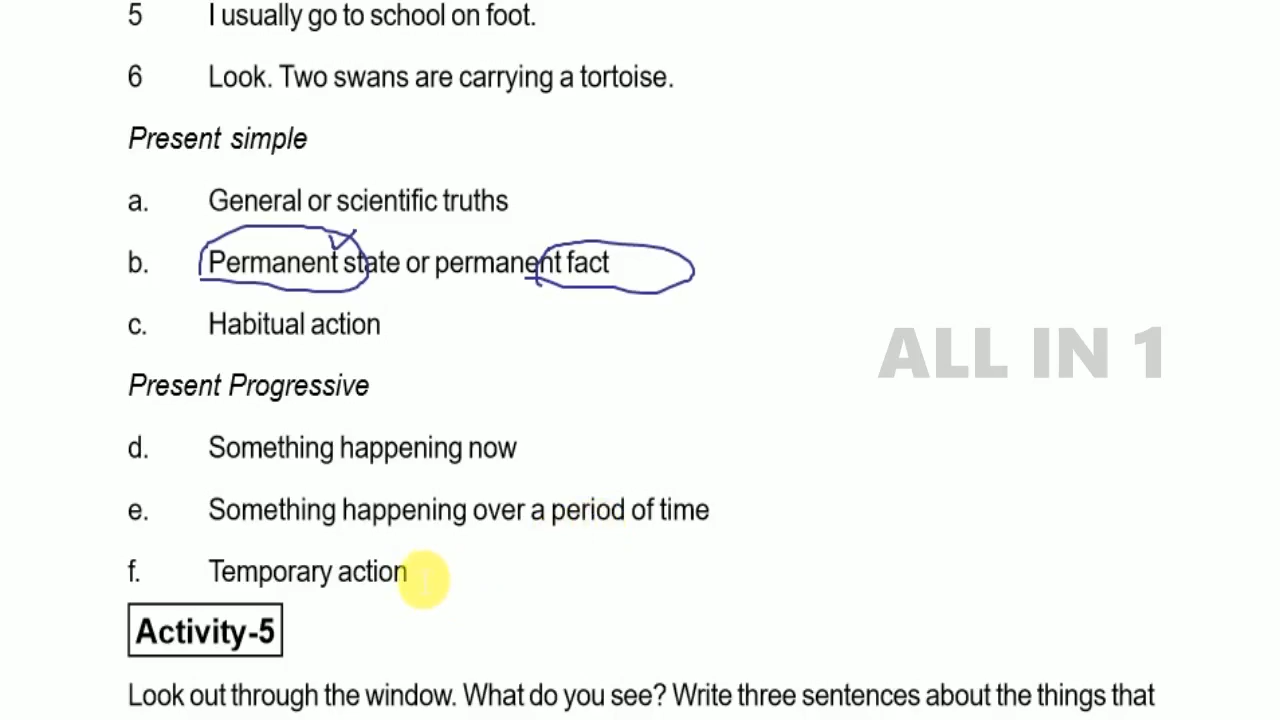 5 I usually go to school on foot.
6 Look. Two swans are carrying a tortoise.
Present simple
a. General or scientific truths
b. Permanent state or permanent fact
c. Habitual action
ALL IN 1
Present Progressive
d. Something happening now
e. Something happening over a period of time
f. Temporary action
Activity-5
Look out through the window. What do you see? Write three sentences about the things that